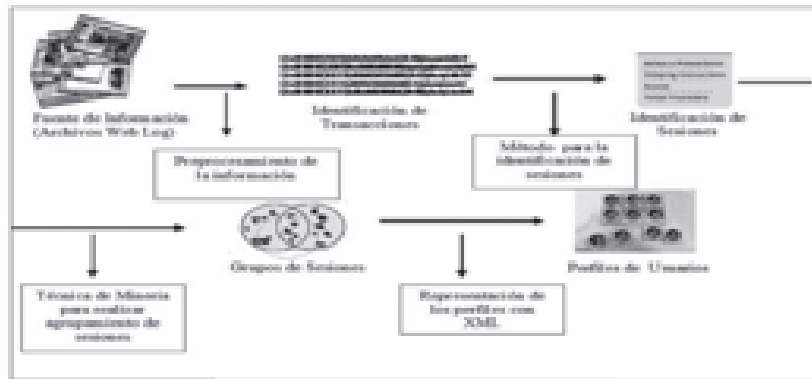 Fuente de Información
(Archivos Web Log)
Identificación de
Transacciones
Identificación de
Sesiones
Preprocesamiento de
la información
Método para la
identificación de
sesiones
Grupos de Sesiones
Perfiles de Usuarios
Técnica de Minería
para realizar
agrupamiento de
sesiones
Representación de
los perfiles con
XML